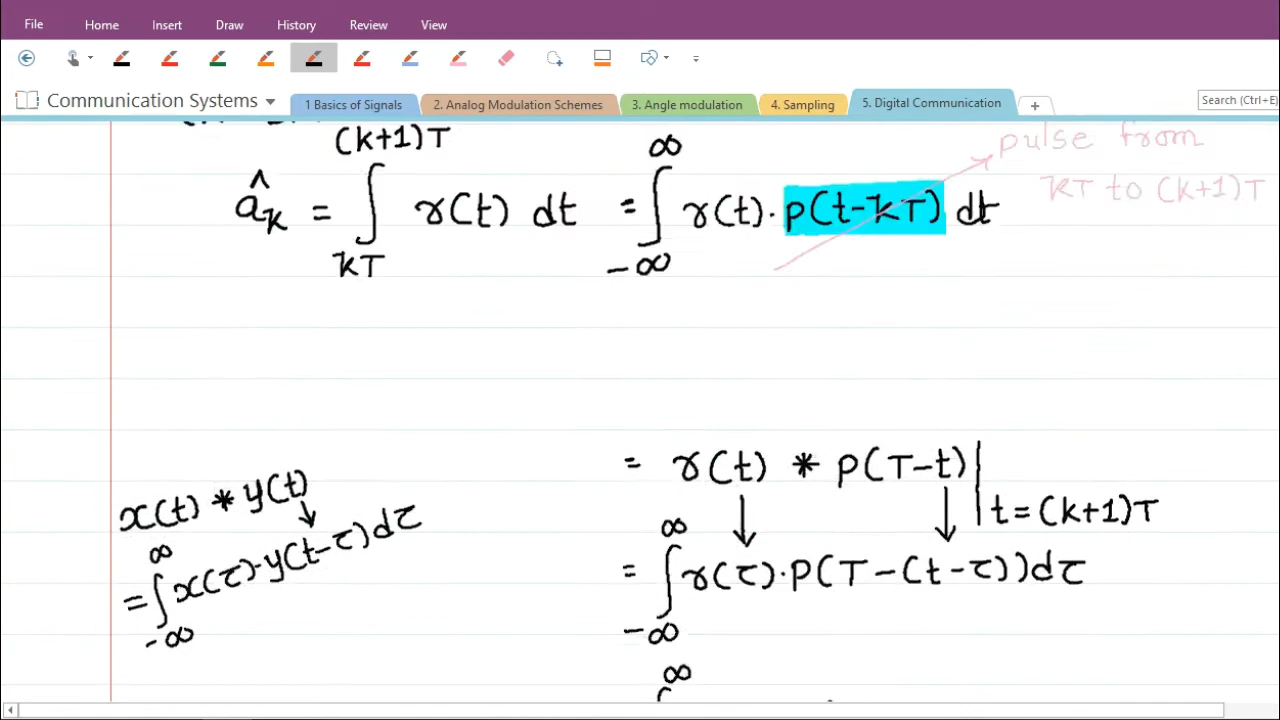 File Home Insert Draw History Review View
Communication Systems 1 Basics of Signals 2. Analog Modulation Schemes 3. Angle modulation 4. Sampling 5. Digital Communication + Search (Ctrl+E)
pulse from
KT to (k+1)T
â_K = ∫_{KT}^{(k+1)T} r(t) dt = ∫_{-∞}^{∞} r(t)·p(t-KT) dt
= r(t) * p(T-t)|_{t=(k+1)T}
x(t) * y(t)
= ∫_{-∞}^{∞} x(τ)·y(t-τ)dτ
= ∫_{-∞}^{∞} r(τ)·p(T-(t-τ))dτ
∞